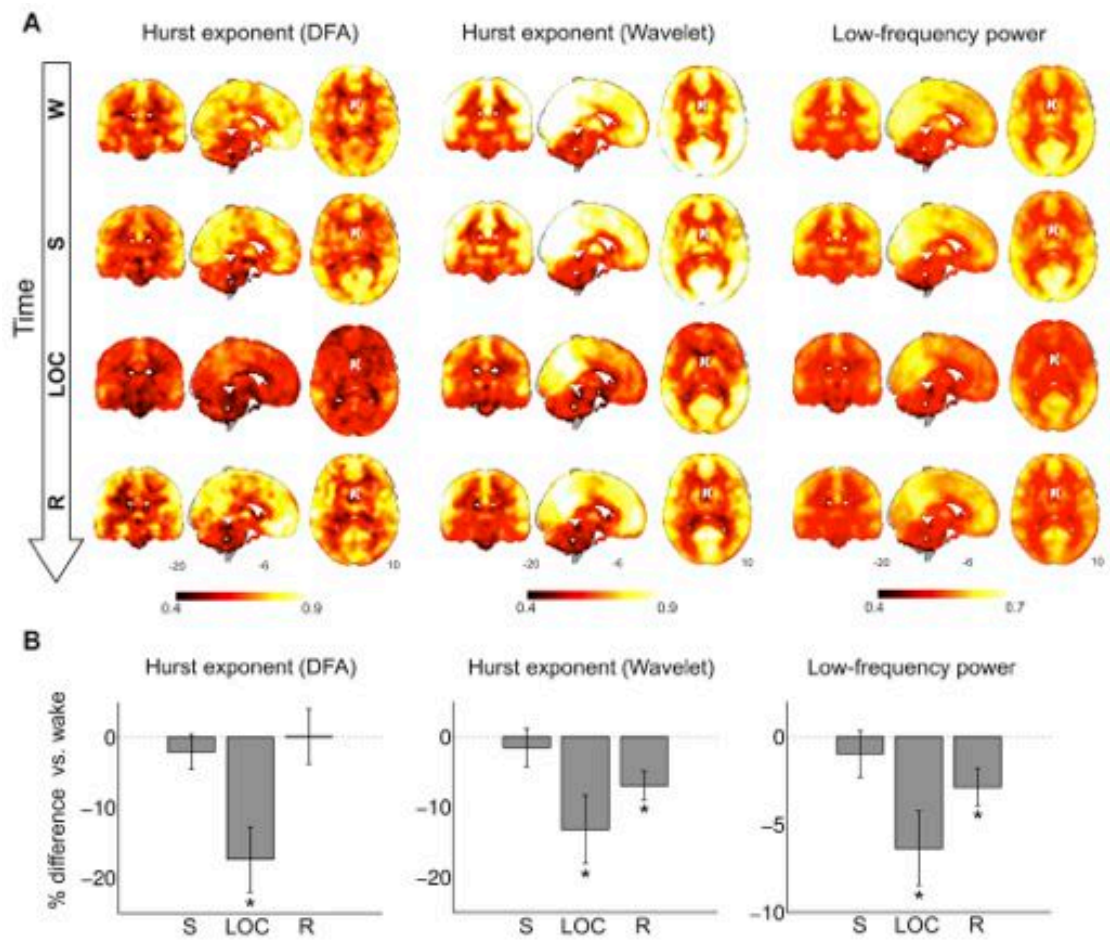 A
Hurst exponent (DFA) Hurst exponent (Wavelet) Low-frequency power
Time
W
S
LOC
R
-20 -6 10 -20 -6 10 -20 -6 10
0.4 0.9 0.4 0.9 0.4 0.7
B
Hurst exponent (DFA) Hurst exponent (Wavelet) Low-frequency power
% difference vs. wake
0 0 0
−10 −10 −5
−20 −20 −10
* * * * *
S LOC R S LOC R S LOC R